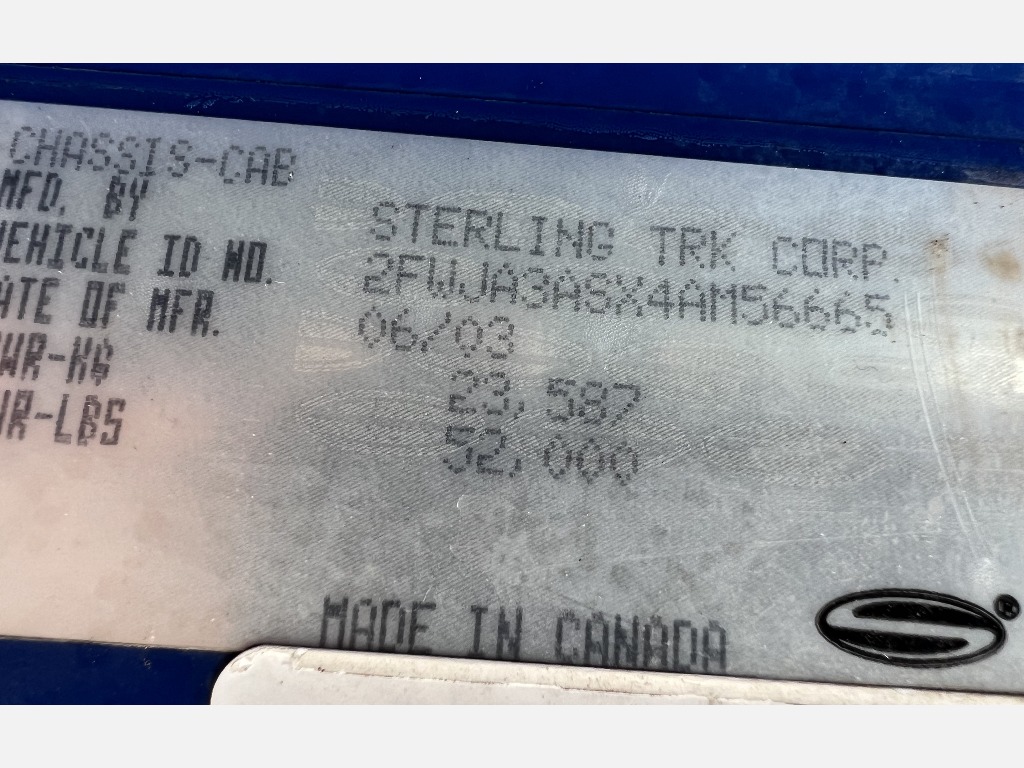 CHASSIS-CAB
MFD. BY STERLING TRK CORP.
VEHICLE ID NO. 2FWJA3ASX4AM56665
ATE OF MFR. 06/03
WR-KG 23,587
WR-LBS 52,000
MADE IN CANADA
®